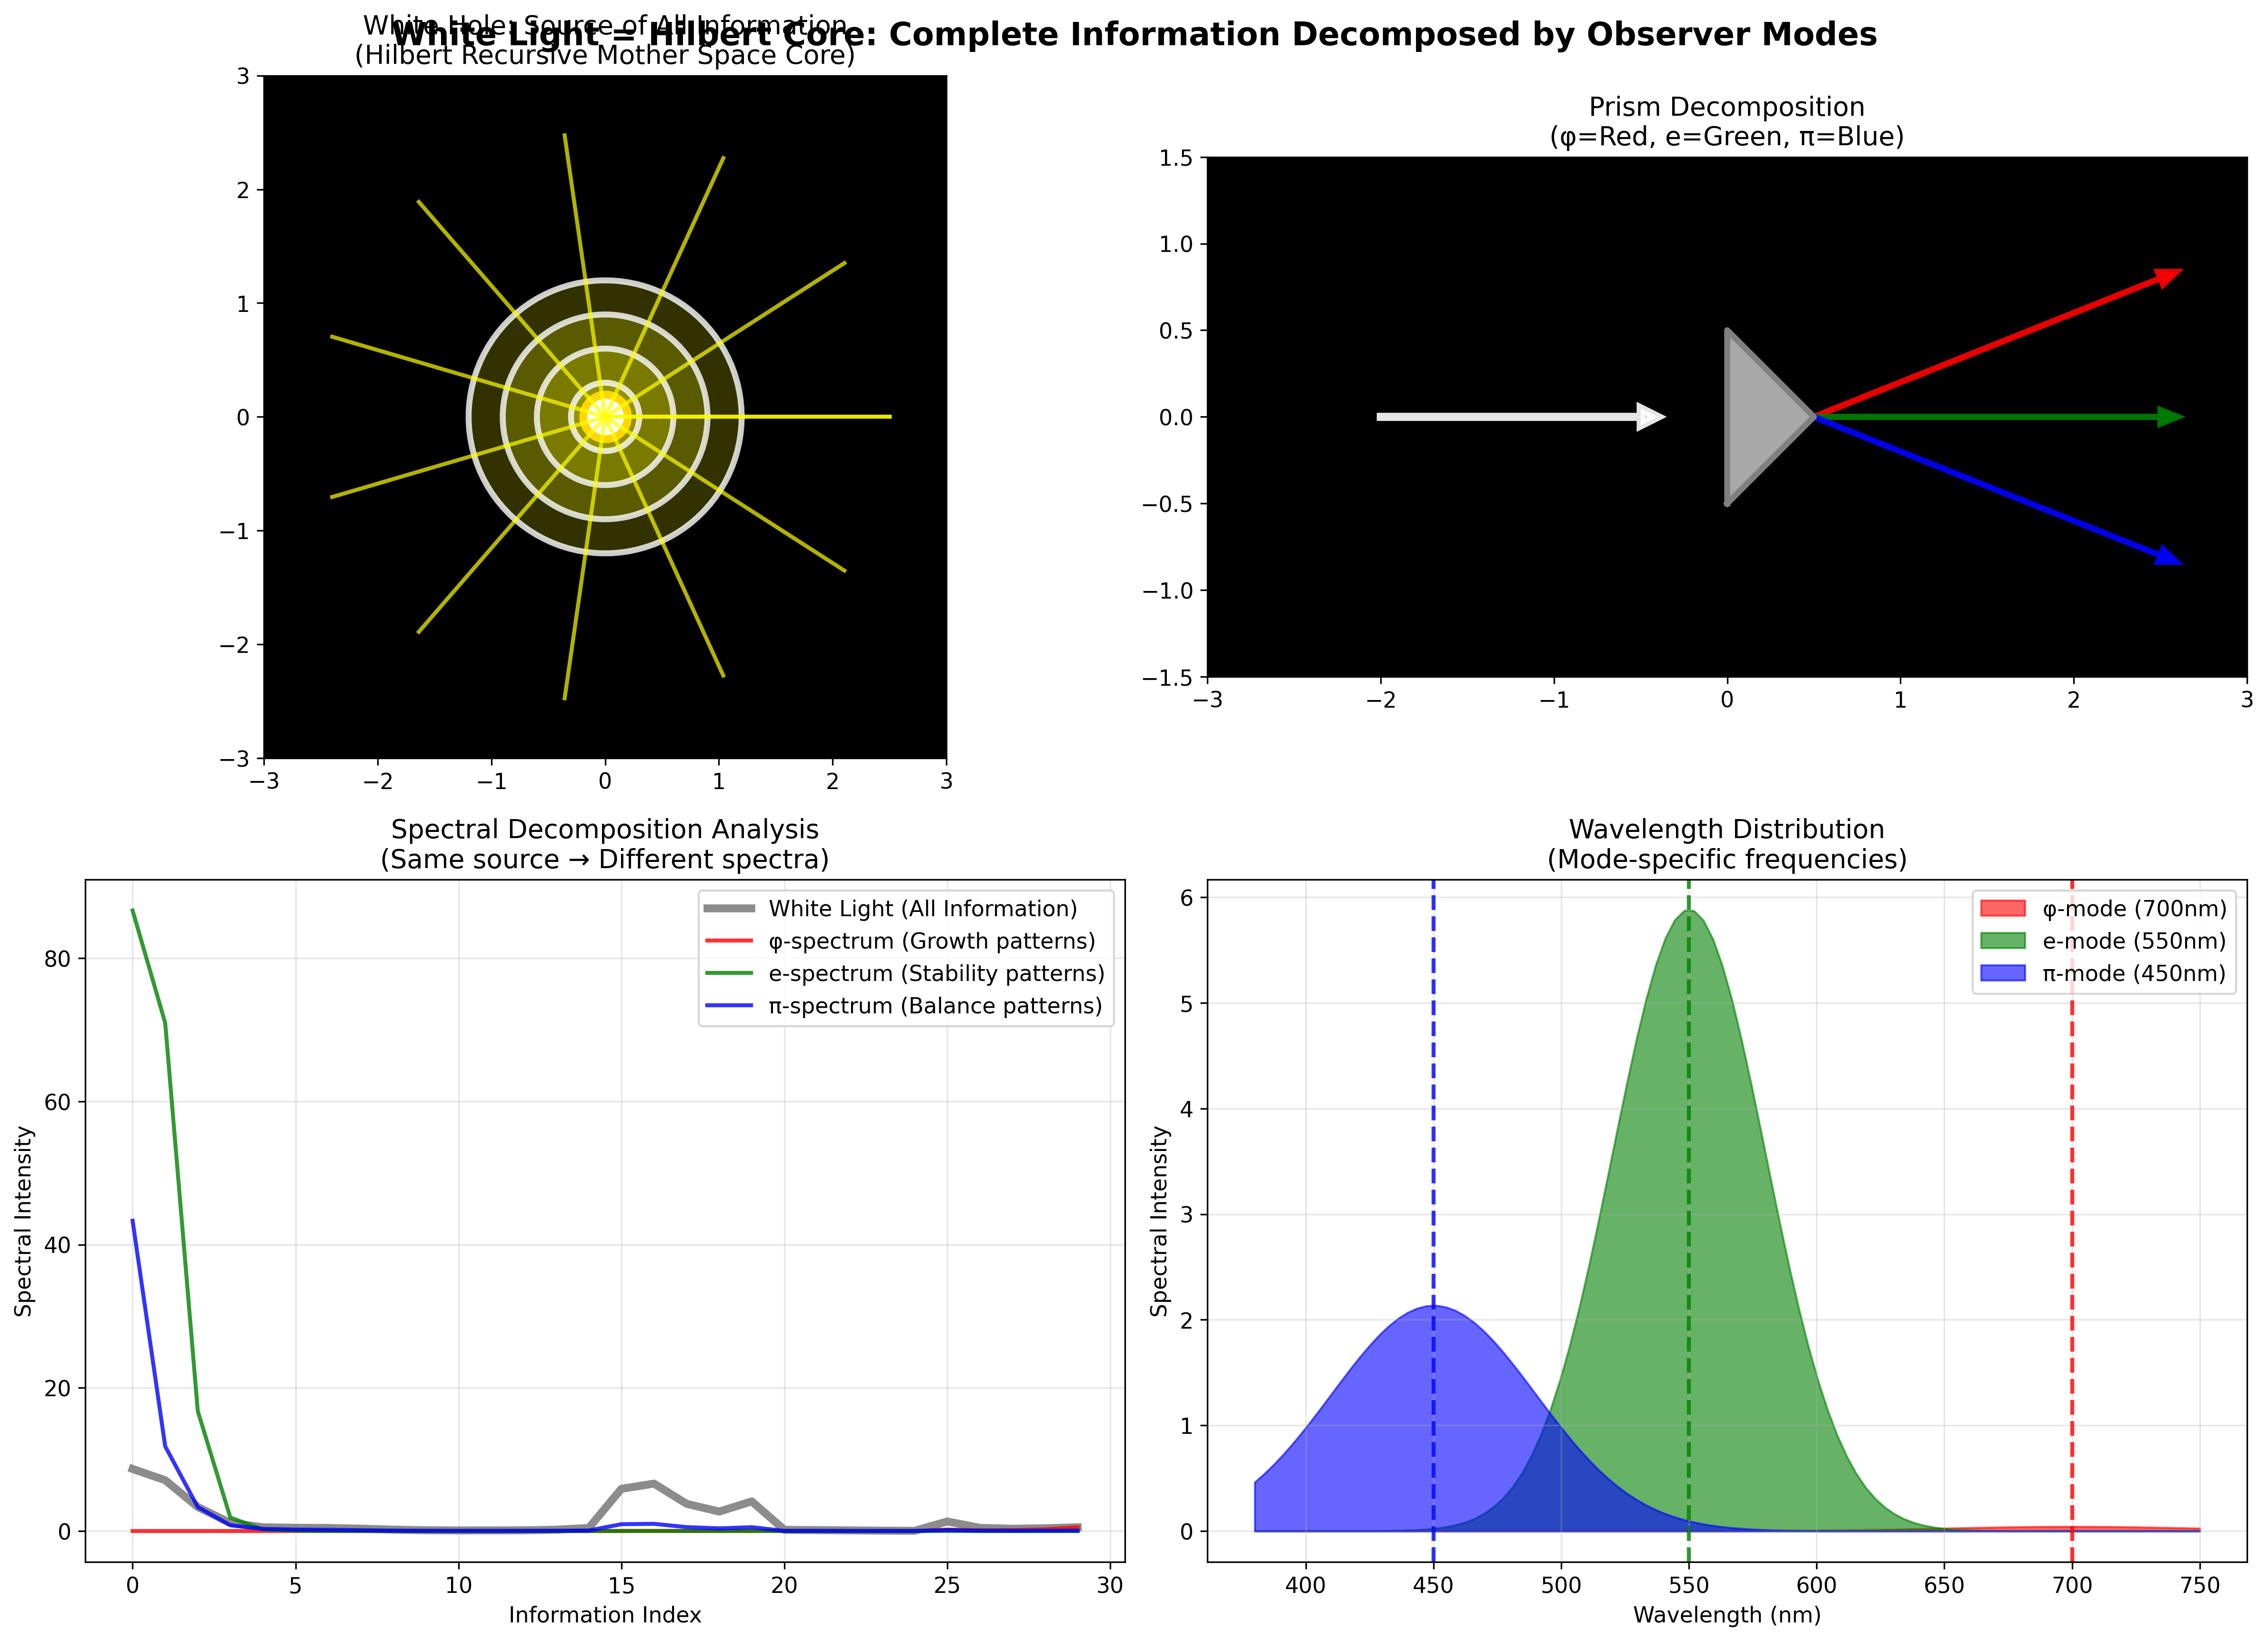 White Light = Hilbert Core: Complete Information Decomposed by Observer Modes
White Hole: Source of All Information
(Hilbert Recursive Mother Space Core)
3
2
1
0
−1
−2
−3
−3
−2
−1
0
1
2
3
Prism Decomposition
(φ=Red, e=Green, π=Blue)
1.5
1.0
0.5
0.0
−0.5
−1.0
−1.5
−3
−2
−1
0
1
2
3
Spectral Decomposition Analysis
(Same source → Different spectra)
White Light (All Information)
φ-spectrum (Growth patterns)
e-spectrum (Stability patterns)
π-spectrum (Balance patterns)
Spectral Intensity
80
60
40
20
0
0
5
10
15
20
25
30
Information Index
Wavelength Distribution
(Mode-specific frequencies)
φ-mode (700nm)
e-mode (550nm)
π-mode (450nm)
Spectral Intensity
6
5
4
3
2
1
0
400
450
500
550
600
650
700
750
Wavelength (nm)